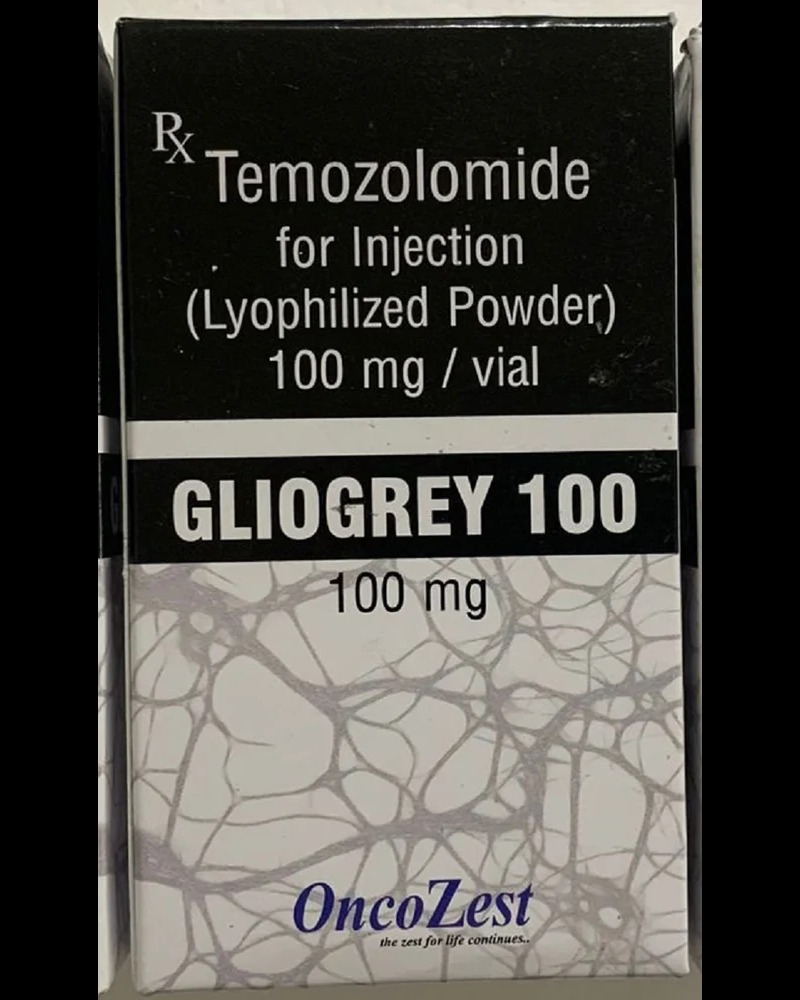 Rx
Temozolomide
for Injection
(Lyophilized Powder)
100 mg / vial
GLIOGREY 100
100 mg
OncoZest
the zest for life continues..